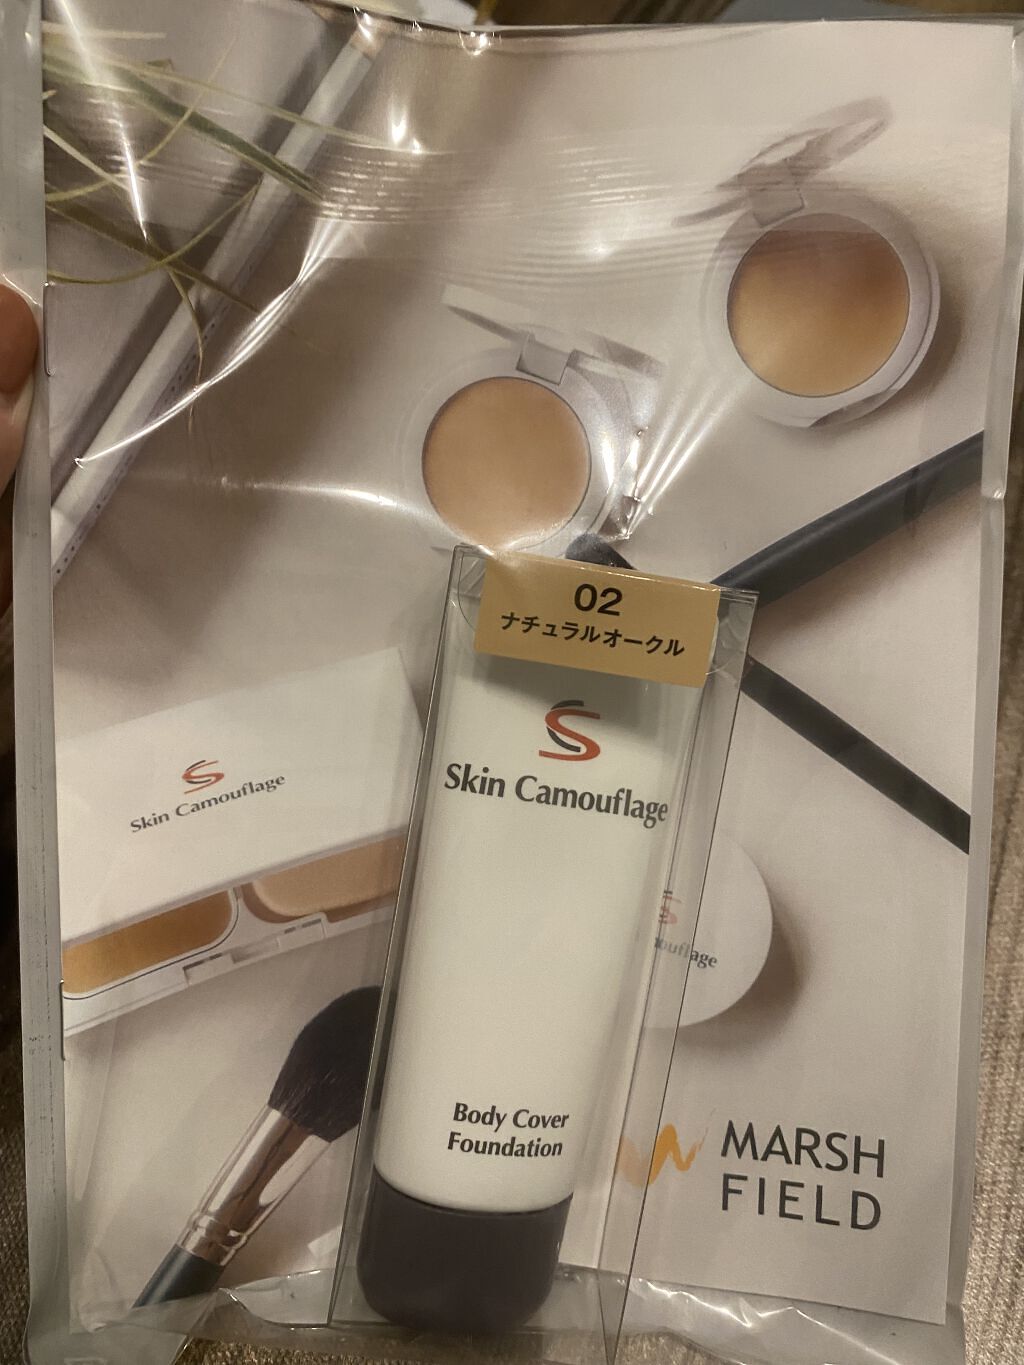 02
ナチュラルオークル
Skin Camouflage
Skin Camouflage
ouflage
Body Cover
Foundation
MARSH
FIELD